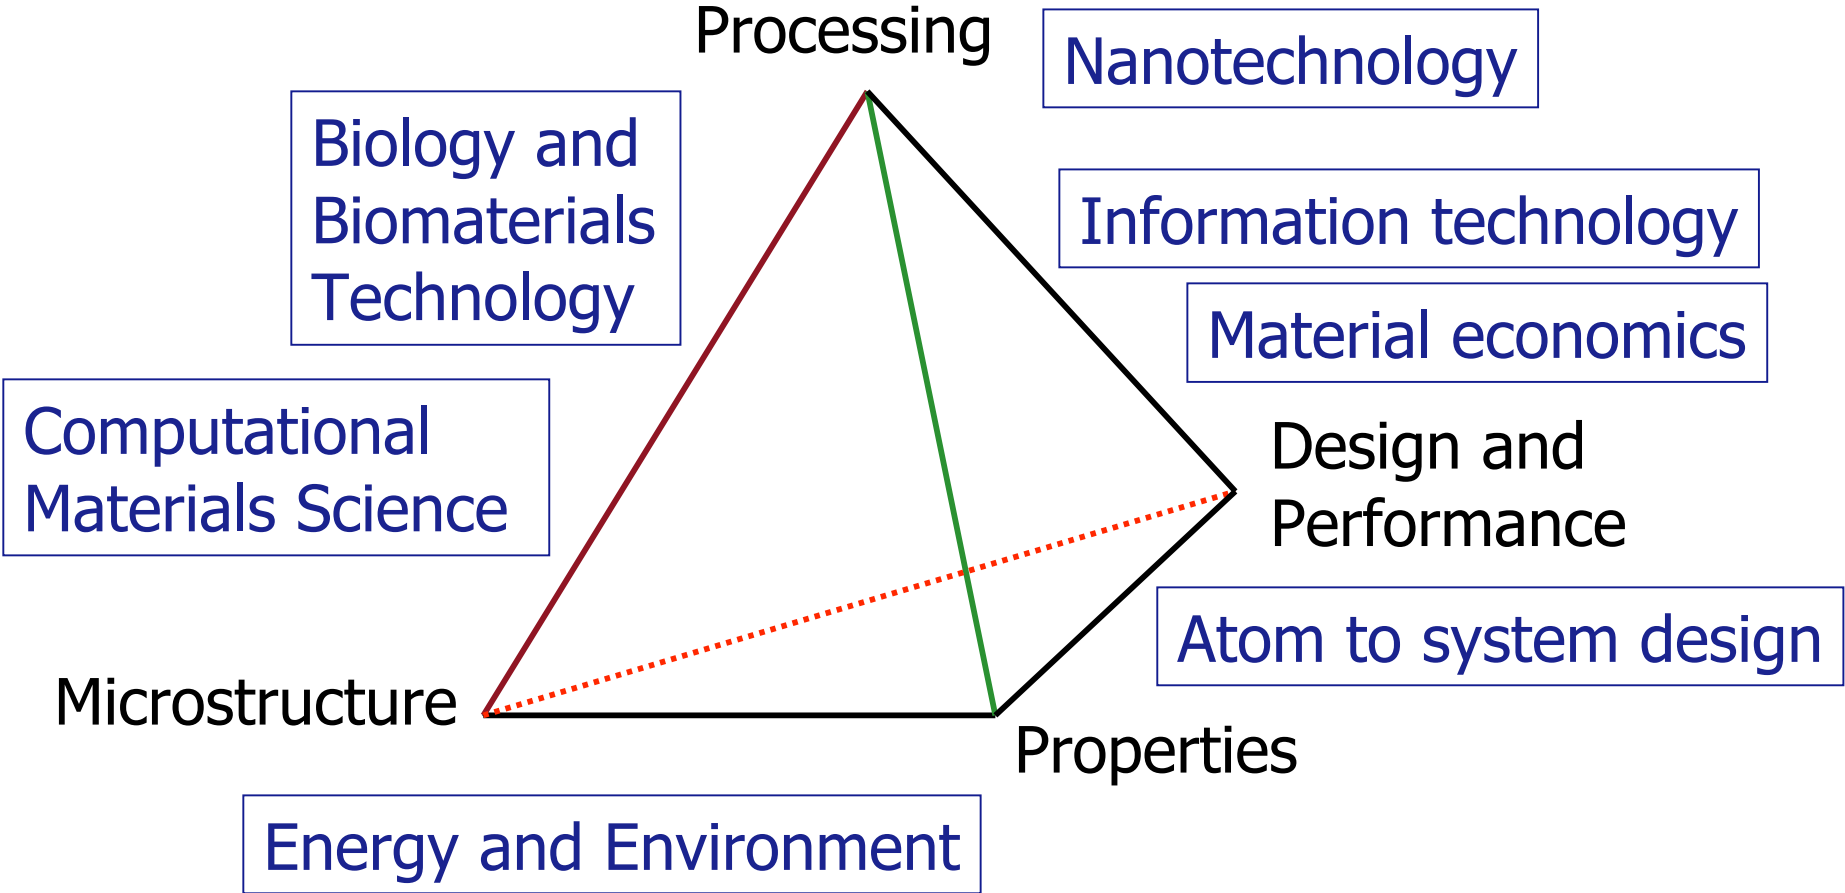 Processing
Nanotechnology
Biology and
Biomaterials
Technology
Information technology
Material economics
Computational
Materials Science
Design and
Performance
Atom to system design
Microstructure
Properties
Energy and Environment